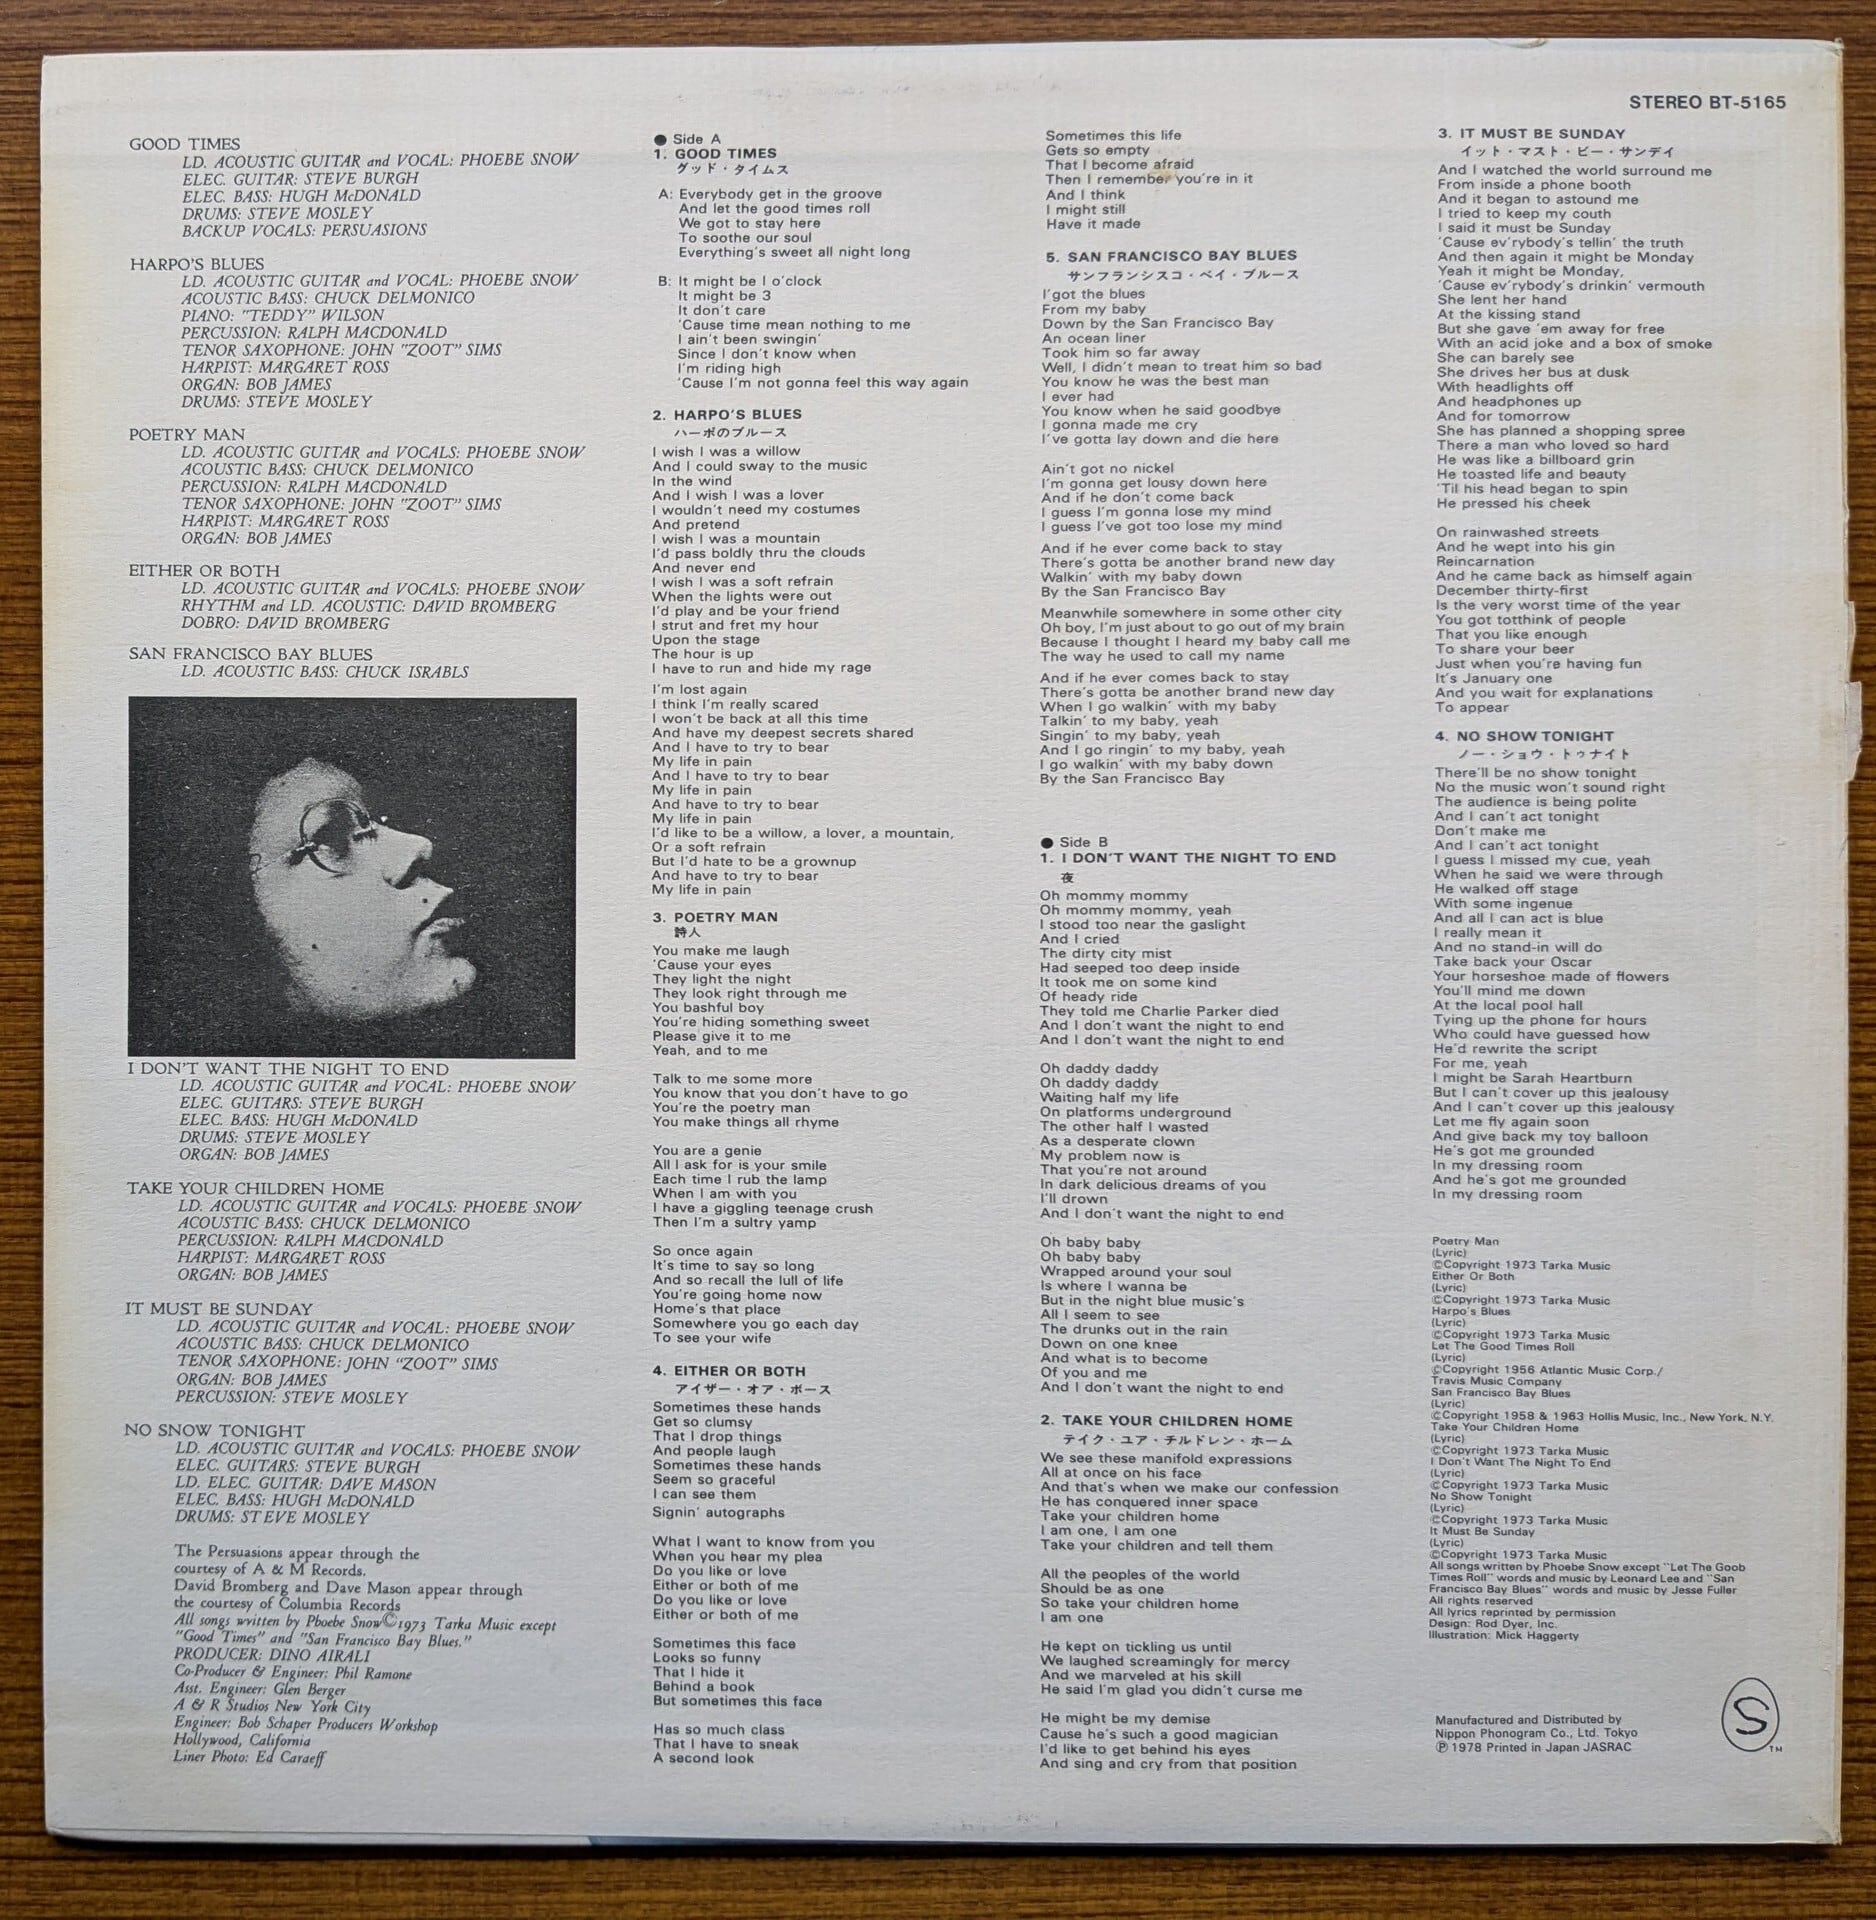 STEREO BT-5165
GOOD TIMES
LD. ACOUSTIC GUITAR and VOCAL: PHOEBE SNOW
ELEC. GUITAR: STEVE BURGH
ELEC. BASS: HUGH McDONALD
DRUMS: STEVE MOSLEY
BACKUP VOCALS: PERSUASIONS
HARPO'S BLUES
LD. ACOUSTIC GUITAR and VOCAL: PHOEBE SNOW
ACOUSTIC BASS: CHUCK DELMONICO
PIANO: "TEDDY" WILSON
PERCUSSION: RALPH MACDONALD
TENOR SAXOPHONE: JOHN "ZOOT" SIMS
HARPIST: MARGARET ROSS
ORGAN: BOB JAMES
DRUMS: STEVE MOSLEY
POETRY MAN
LD. ACOUSTIC GUITAR and VOCALS: PHOEBE SNOW
ACOUSTIC BASS: CHUCK DELMONICO
PERCUSSION: RALPH MACDONALD
TENOR SAXOPHONE: JOHN "ZOOT" SIMS
HARPIST: MARGARET ROSS
ORGAN: BOB JAMES
EITHER OR BOTH
LD. ACOUSTIC GUITAR and VOCALS: PHOEBE SNOW
RHYTHM and LD. ACOUSTIC: DAVID BROMBERG
DOBRO: DAVID BROMBERG
SAN FRANCISCO BAY BLUES
LD. ACOUSTIC BASS: CHUCK ISRABLS
I DON'T WANT THE NIGHT TO END
LD. ACOUSTIC GUITAR and VOCAL: PHOEBE SNOW
ELEC. GUITARS: STEVE BURGH
ELEC. BASS: HUGH McDONALD
DRUMS: STEVE MOSLEY
ORGAN: BOB JAMES
TAKE YOUR CHILDREN HOME
LD. ACOUSTIC GUITAR and VOCALS: PHOEBE SNOW
ACOUSTIC BASS: CHUCK DELMONICO
PERCUSSION: RALPH MACDONALD
HARPIST: MARGARET ROSS
ORGAN: BOB JAMES
IT MUST BE SUNDAY
LD. ACOUSTIC GUITAR and VOCAL: PHOEBE SNOW
ACOUSTIC BASS: CHUCK DELMONICO
TENOR SAXOPHONE: JOHN "ZOOT" SIMS
ORGAN: BOB JAMES
PERCUSSION: STEVE MOSLEY
NO SNOW TONIGHT
LD. ACOUSTIC GUITAR and VOCALS: PHOEBE SNOW
ELEC. GUITARS: STEVE BURGH
LD. ELEC. GUITAR: DAVE MASON
ELEC. BASS: HUGH McDONALD
DRUMS: STEVE MOSLEY
The Persuasions appear through the
courtesy of A & M Records.
David Bromberg and Dave Mason appear through
the courtesy of Columbia Records
All songs written by Phoebe Snow©1973 Tarka Music except
"Good Times" and "San Francisco Bay Blues."
PRODUCER: DINO AIRALI
Co-Producer & Engineer: Phil Ramone
Asst. Engineer: Glen Berger
A & R Studios New York City
Engineer: Bob Schaper Producers Workshop
Hollywood, California
Liner Photo: Ed Caraeff
● Side A
1. GOOD TIMES
グッド・タイムス
A: Everybody get in the groove
And let the good times roll
We got to stay here
To soothe our soul
Everything's sweet all night long
B: It might be I o'clock
It might be 3
It don't care
'Cause time mean nothing to me
I ain't been swingin'
Since I don't know when
I'm riding high
'Cause I'm not gonna feel this way again
2. HARPO'S BLUES
ハーポのブルース
I wish I was a willow
And I could sway to the music
In the wind
And I wish I was a lover
I wouldn't need my costumes
And pretend
I wish I was a mountain
I'd pass boldly thru the clouds
And never end
I wish I was a soft refrain
When the lights were out
I'd play and be your friend
I strut and fret my hour
Upon the stage
The hour is up
I have to run and hide my rage
I'm lost again
I think I'm really scared
I won't be back at all this time
And have my deepest secrets shared
And I have to try to bear
My life in pain
And I have to try to bear
My life in pain
And have to try to bear
My life in pain
I'd like to be a willow, a lover, a mountain,
Or a soft refrain
But I'd hate to be a grownup
And have to try to bear
My life in pain
3. POETRY MAN
詩人
You make me laugh
'Cause your eyes
They light the night
They look right through me
You bashful boy
You're hiding something sweet
Please give it to me
Yeah, and to me
Talk to me some more
You know that you don't have to go
You're the poetry man
You make things all rhyme
You are a genie
All I ask for is your smile
Each time I rub the lamp
When I am with you
I have a giggling teenage crush
Then I'm a sultry yamp
So once again
It's time to say so long
And so recall the lull of life
You're going home now
Home's that place
Somewhere you go each day
To see your wife
4. EITHER OR BOTH
アイザー・オア・ボース
Sometimes these hands
Get so clumsy
That I drop things
And people laugh
Sometimes these hands
Seem so graceful
I can see them
Signin' autographs
What I want to know from you
When you hear my plea
Do you like or love
Either or both of me
Do you like or love
Either or both of me
Sometimes this face
Looks so funny
That I hide it
Behind a book
But sometimes this face
Has so much class
That I have to sneak
A second look
Sometimes this life
Gets so empty
That I become afraid
Then I remember you're in it
And I think
I might still
Have it made
5. SAN FRANCISCO BAY BLUES
サンフランシスコ・ベイ・ブルース
I'got the blues
From my baby
Down by the San Francisco Bay
An ocean liner
Took him so far away
Well, I didn't mean to treat him so bad
You know he was the best man
I ever had
You know when he said goodbye
I gonna made me cry
I've gotta lay down and die here
Ain't got no nickel
I'm gonna get lousy down here
And if he don't come back
I guess I'm gonna lose my mind
I guess I've got too lose my mind
And if he ever come back to stay
There's gotta be another brand new day
Walkin' with my baby down
By the San Francisco Bay
Meanwhile somewhere in some other city
Oh boy, I'm just about to go out of my brain
Because I thought I heard my baby call me
The way he used to call my name
And if he ever comes back to stay
There's gotta be another brand new day
When I go walkin' with my baby
Talkin' to my baby, yeah
Singin' to my baby, yeah
And I go ringin' to my baby, yeah
I go walkin' with my baby down
By the San Francisco Bay
● Side B
1. I DON'T WANT THE NIGHT TO END
夜
Oh mommy mommy
Oh mommy mommy, yeah
I stood too near the gaslight
And I cried
The dirty city mist
Had seeped too deep inside
It took me on some kind
Of heady ride
They told me Charlie Parker died
And I don't want the night to end
And I don't want the night to end
Oh daddy daddy
Oh daddy daddy
Waiting half my life
On platforms underground
The other half I wasted
As a desperate clown
My problem now is
That you're not around
In dark delicious dreams of you
I'll drown
And I don't want the night to end
Oh baby baby
Oh baby baby
Wrapped around your soul
Is where I wanna be
But in the night blue music's
All I seem to see
The drunks out in the rain
Down on one knee
And what is to become
Of you and me
And I don't want the night to end
2. TAKE YOUR CHILDREN HOME
テイク・ユア・チルドレン・ホーム
We see these manifold expressions
All at once on his face
And that's when we make our confession
He has conquered inner space
Take your children home
I am one, I am one
Take your children and tell them
All the peoples of the world
Should be as one
So take your children home
I am one
He kept on tickling us until
We laughed screamingly for mercy
And we marveled at his skill
He said I'm glad you didn't curse me
He might be my demise
Cause he's such a good magician
I'd like to get behind his eyes
And sing and cry from that position
3. IT MUST BE SUNDAY
イット・マスト・ビー・サンデイ
And I watched the world surround me
From inside a phone booth
And it began to astound me
I tried to keep my couth
I said it must be Sunday
'Cause ev'rybody's tellin' the truth
And then again it might be Monday
Yeah it might be Monday,
'Cause ev'rybody's drinkin' vermouth
She lent her hand
At the kissing stand
But she gave 'em away for free
With an acid joke and a box of smoke
She can barely see
She drives her bus at dusk
With headlights off
And headphones up
And for tomorrow
She has planned a shopping spree
There a man who loved so hard
He was like a billboard grin
He toasted life and beauty
'Til his head began to spin
He pressed his cheek
On rainwashed streets
And he wept into his gin
Reincarnation
And he came back as himself again
December thirty-first
Is the very worst time of the year
You got totthink of people
That you like enough
To share your beer
Just when you're having fun
It's January one
And you wait for explanations
To appear
4. NO SHOW TONIGHT
ノー・ショウ・トゥナイト
There'll be no show tonight
No the music won't sound right
The audience is being polite
And I can't act tonight
Don't make me
And I can't act tonight
I guess I missed my cue, yeah
When he said we were through
He walked off stage
With some ingenue
And all I can act is blue
I really mean it
And no stand-in will do
Take back your Oscar
Your horseshoe made of flowers
You'll mind me down
At the local pool hall
Tying up the phone for hours
Who could have guessed how
He'd rewrite the script
For me, yeah
I might be Sarah Heartburn
But I can't cover up this jealousy
And I can't cover up this jealousy
Let me fly again soon
And give back my toy balloon
He's got me grounded
In my dressing room
And he's got me grounded
In my dressing room
Poetry Man
(Lyric)
©Copyright 1973 Tarka Music
Either Or Both
(Lyric)
©Copyright 1973 Tarka Music
Harpo's Blues
(Lyric)
©Copyright 1973 Tarka Music
Let The Good Times Roll
(Lyric)
©Copyright 1956 Atlantic Music Corp./
Travis Music Company
San Francisco Bay Blues
(Lyric)
©Copyright 1958 & 1963 Hollis Music, Inc., New York, N.Y.
Take Your Children Home
(Lyric)
©Copyright 1973 Tarka Music
I Don't Want The Night To End
(Lyric)
©Copyright 1973 Tarka Music
No Show Tonight
(Lyric)
©Copyright 1973 Tarka Music
It Must Be Sunday
(Lyric)
©Copyright 1973 Tarka Music
All songs written by Phoebe Snow except "Let The Goob
Times Roll" words and music by Leonard Lee and "San
Francisco Bay Blues" words and music by Jesse Fuller
All rights reserved
All lyrics reprinted by permission
Design: Rod Dyer, Inc.
Illustration: Mick Haggerty
Manufactured and Distributed by
Nippon Phonogram Co., Ltd. Tokyo
℗ 1978 Printed in Japan JASRAC
S
TM